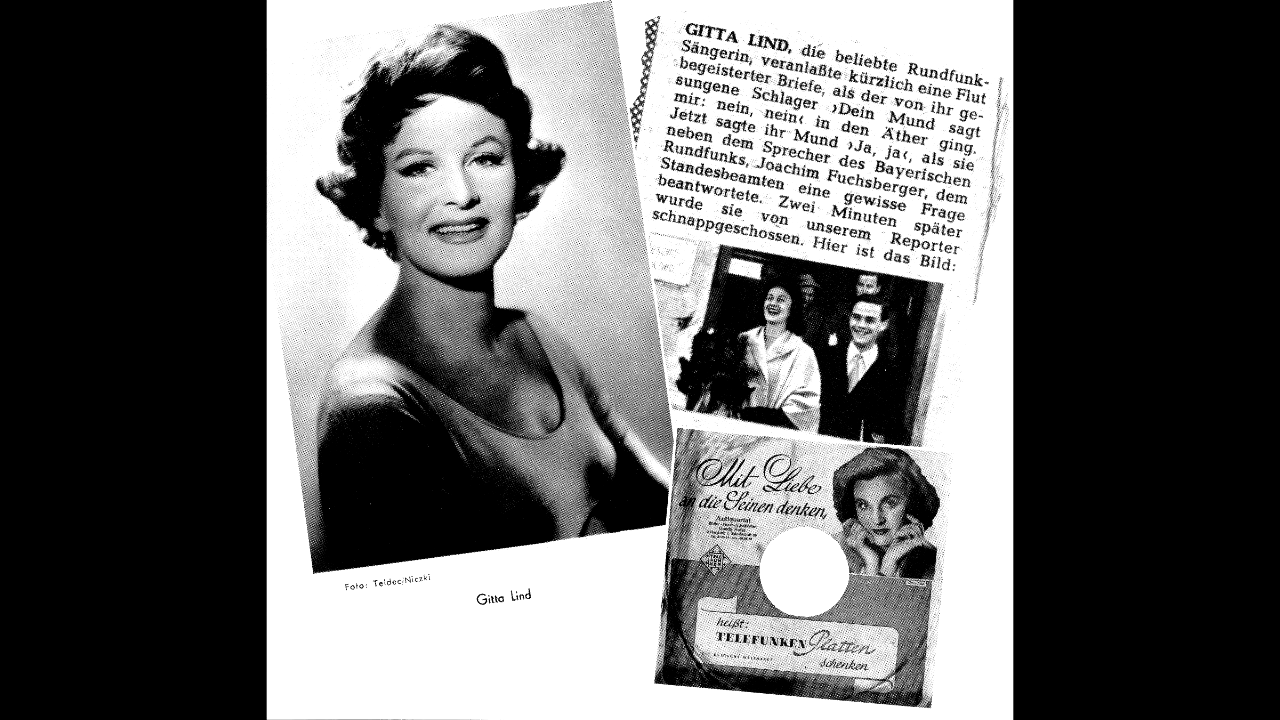 GITTA LIND, die beliebte Rundfunk-
Sängerin, veranlaßte kürzlich eine Flut
begeisterter Briefe, als der von ihr ge-
sungene Schlager ›Dein Mund sagt
mir: nein, nein‹ in den Äther ging.
Jetzt sagte ihr Mund ›Ja, ja‹, als sie
neben dem Sprecher des Bayerischen
Rundfunks, Joachim Fuchsberger, dem
Standesbeamten eine gewisse Frage
beantwortete. Zwei Minuten später
wurde sie von unserem Reporter
schnappgeschossen. Hier ist das Bild:
Foto: Teldec/Niczki
Gitta Lind
Mit Liebe
an die Seinen denken,
heißt:
TELEFUNKEN Platten
schenken